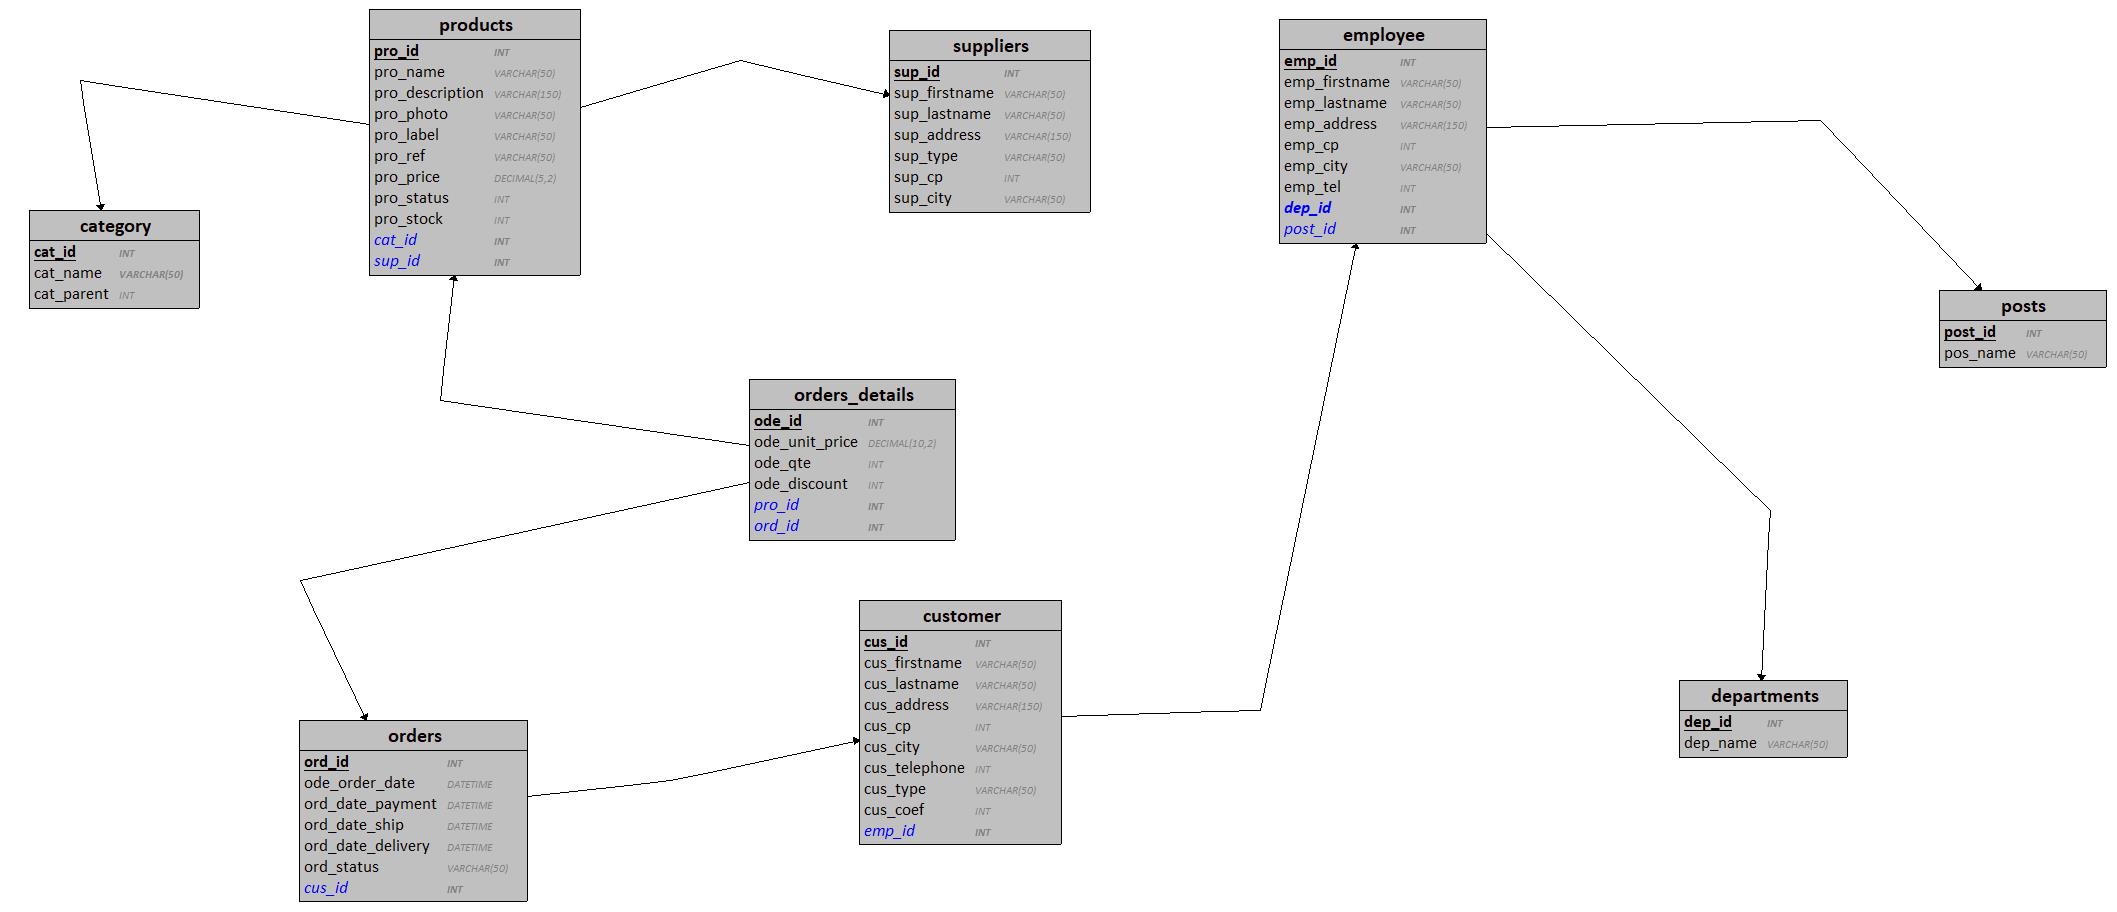 products
pro_id INT
pro_name VARCHAR(50)
pro_description VARCHAR(150)
pro_photo VARCHAR(50)
pro_label VARCHAR(50)
pro_ref VARCHAR(50)
pro_price DECIMAL(5,2)
pro_status INT
pro_stock INT
cat_id INT
sup_id INT
suppliers
sup_id INT
sup_firstname VARCHAR(50)
sup_lastname VARCHAR(50)
sup_address VARCHAR(150)
sup_type VARCHAR(50)
sup_cp INT
sup_city VARCHAR(50)
employee
emp_id INT
emp_firstname VARCHAR(50)
emp_lastname VARCHAR(50)
emp_address VARCHAR(150)
emp_cp INT
emp_city VARCHAR(50)
emp_tel INT
dep_id INT
post_id INT
category
cat_id INT
cat_name VARCHAR(50)
cat_parent INT
posts
post_id INT
pos_name VARCHAR(50)
orders_details
ode_id INT
ode_unit_price DECIMAL(10,2)
ode_qte INT
ode_discount INT
pro_id INT
ord_id INT
customer
cus_id INT
cus_firstname VARCHAR(50)
cus_lastname VARCHAR(50)
cus_address VARCHAR(150)
cus_cp INT
cus_city VARCHAR(50)
cus_telephone INT
cus_type VARCHAR(50)
cus_coef INT
emp_id INT
departments
dep_id INT
dep_name VARCHAR(50)
orders
ord_id INT
ode_order_date DATETIME
ord_date_payment DATETIME
ord_date_ship DATETIME
ord_date_delivery DATETIME
ord_status VARCHAR(50)
cus_id INT